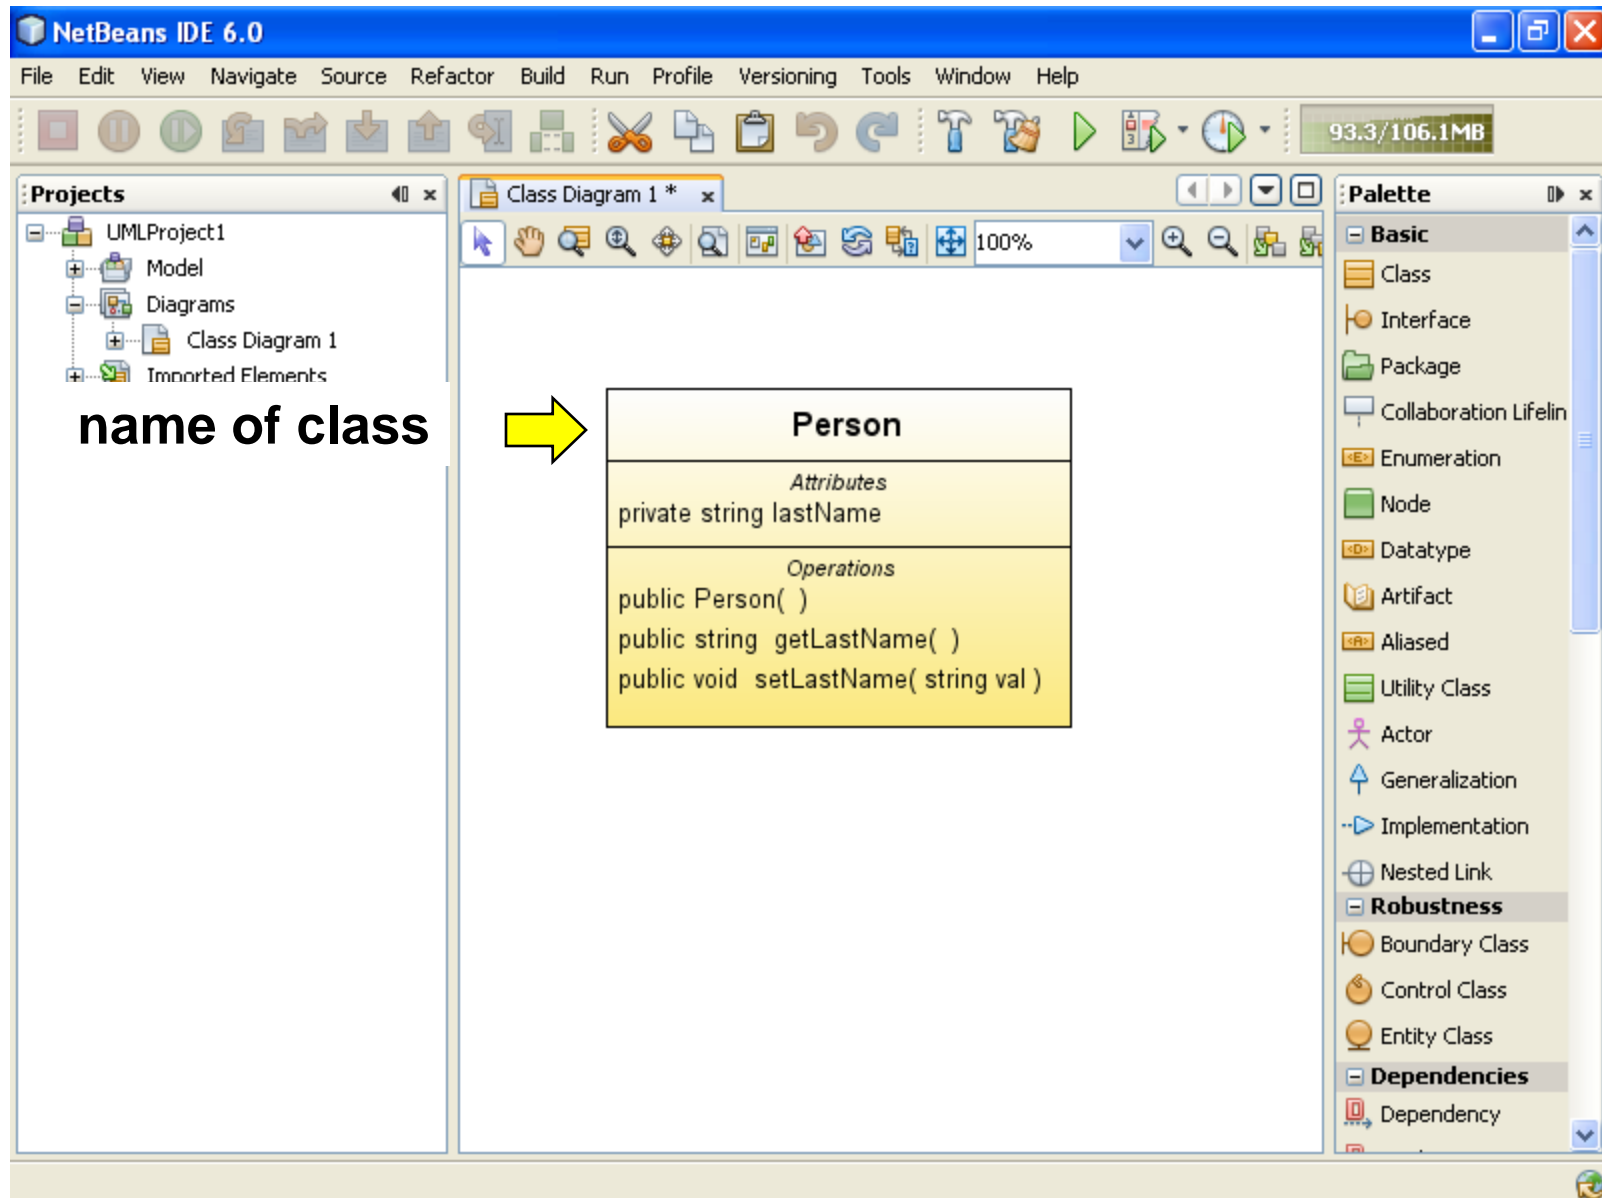 NetBeans IDE 6.0
File Edit View Navigate Source Refactor Build Run Profile Versioning Tools Window Help
93.3/106.1MB
Projects
UMLProject1
Model
Diagrams
Class Diagram 1
Imported Elements
name of class
Class Diagram 1 *
100%
Person
Attributes
private string lastName
Operations
public Person( )
public string getLastName( )
public void setLastName( string val )
Palette
Basic
Class
Interface
Package
Collaboration Lifelin
Enumeration
Node
Datatype
Artifact
Aliased
Utility Class
Actor
Generalization
Implementation
Nested Link
Robustness
Boundary Class
Control Class
Entity Class
Dependencies
Dependency